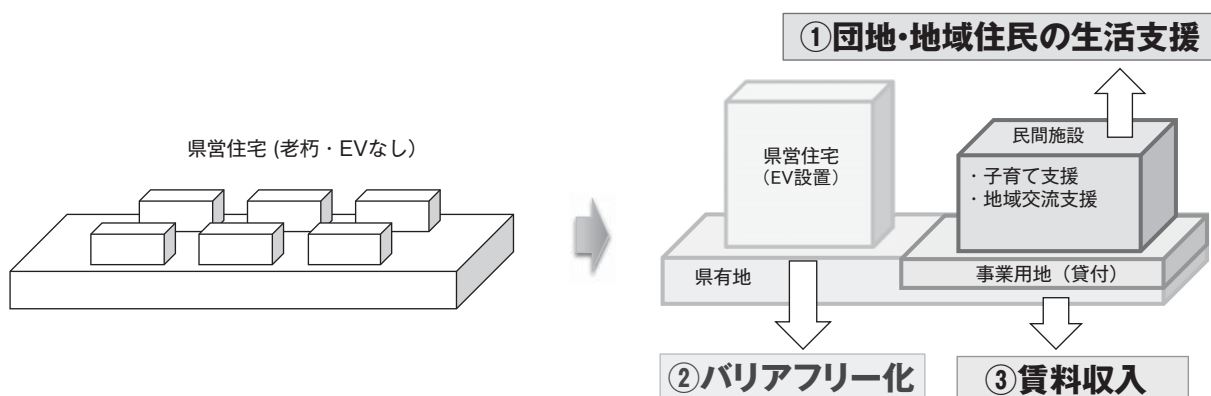 県営住宅 (老朽・EVなし）
①団地・地域住民の生活支援
県営住宅
（EV設置）
民間施設
・子育て支援
・地域交流支援
県有地
事業用地（貸付）
②バリアフリー化
③賃料収入